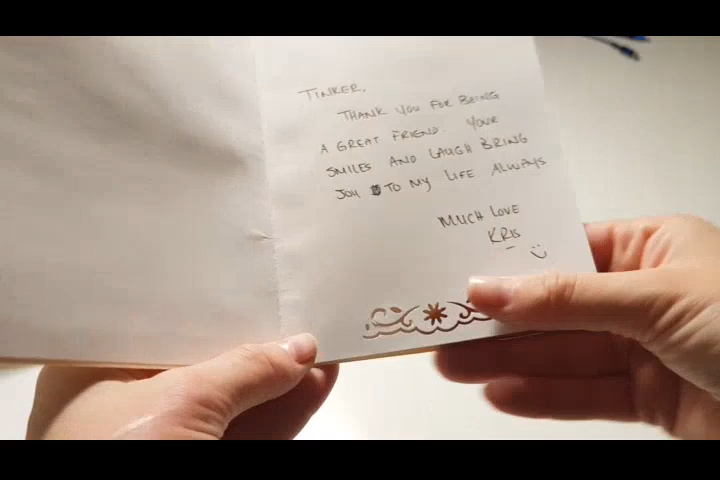 TINKER,
THANK YOU FOR BEING
A GREAT FRIEND. YOUR
SMILES AND LAUGH BRING
JOY TO MY LIFE ALWAYS
MUCH LOVE
KRIS